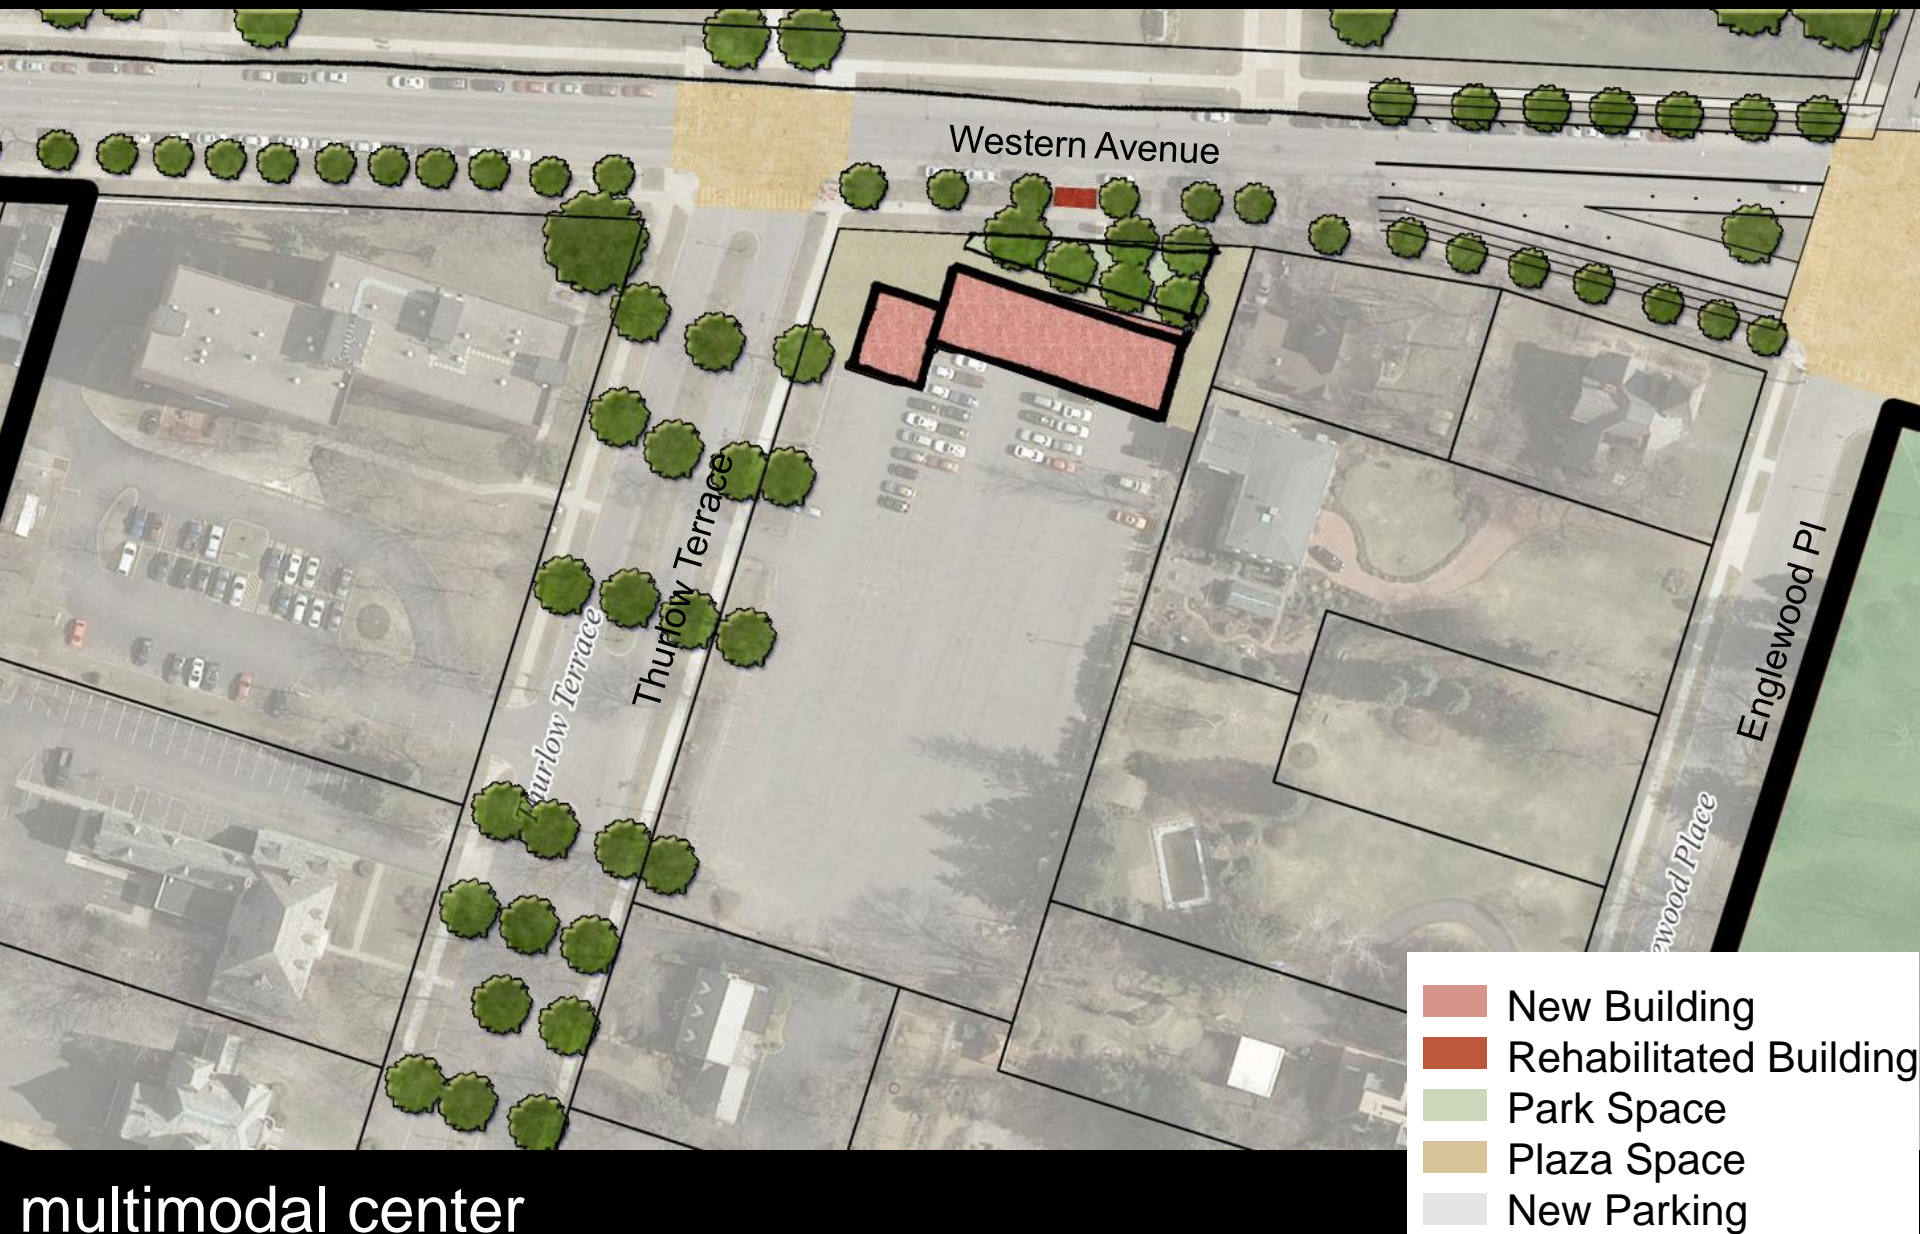 Western Avenue
Thurlow Terrace
Thurlow Terrace
Englewood Pl
Place
New Building
Rehabilitated Building
Park Space
Plaza Space
New Parking
multimodal center